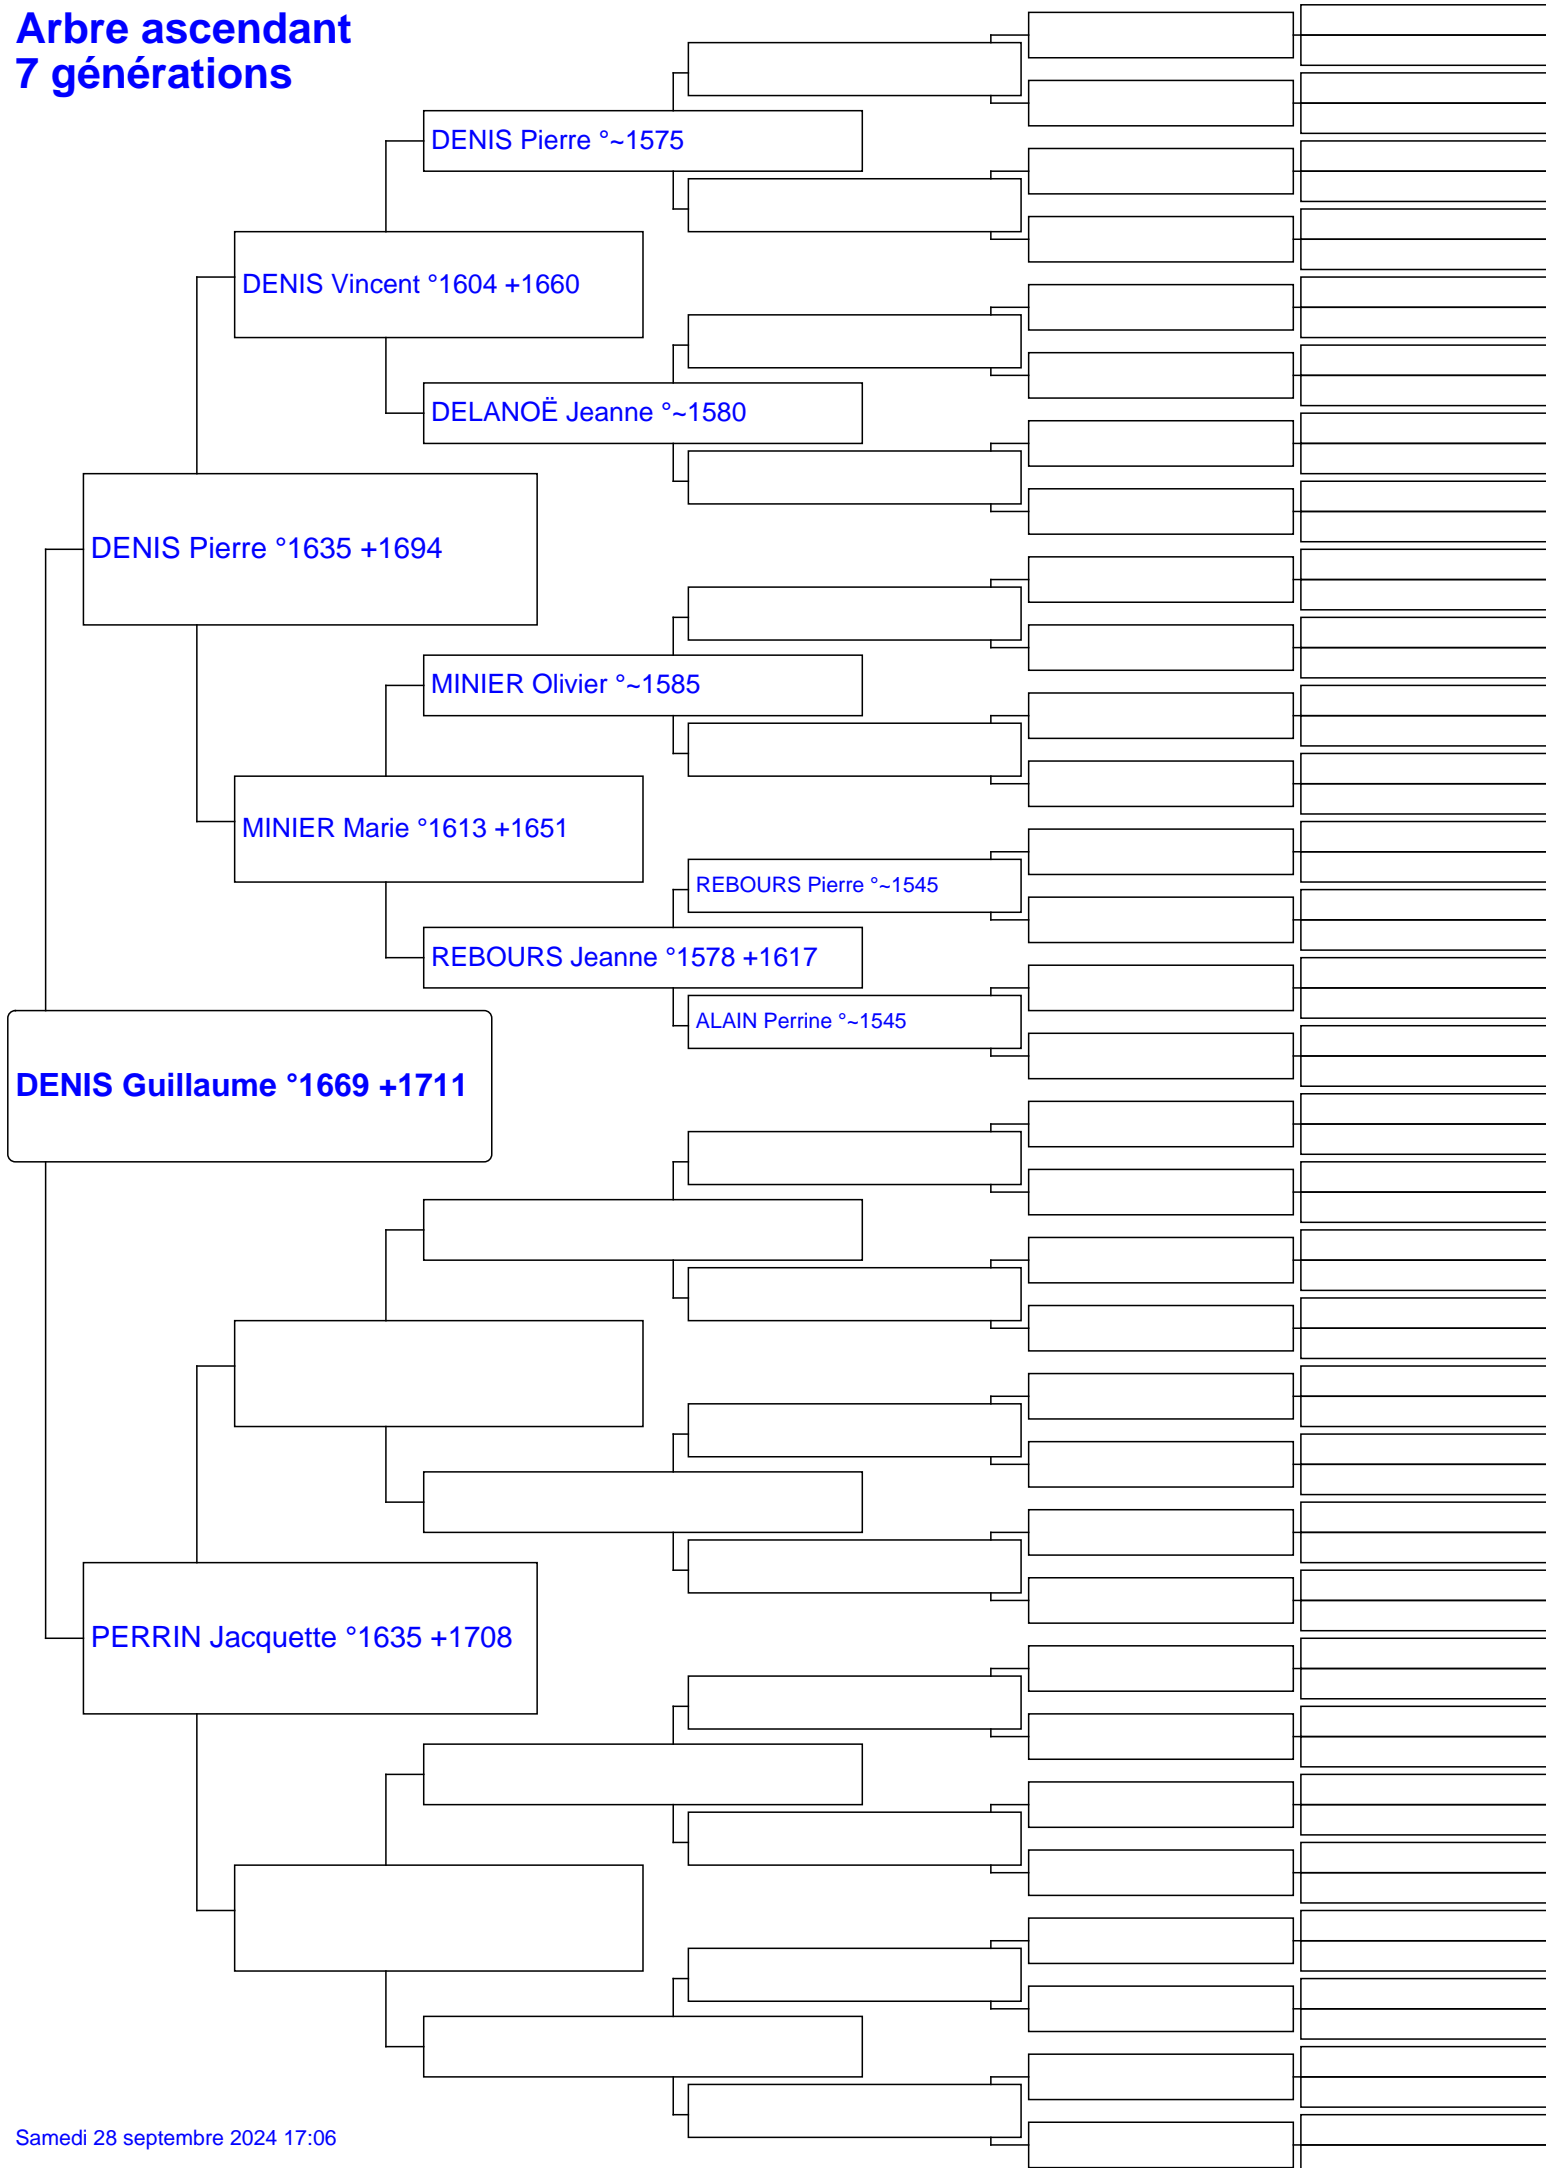 Arbre ascendant
7 générations
DENIS Pierre °~1575
DENIS Vincent °1604 +1660
DELANOË Jeanne °~1580
DENIS Pierre °1635 +1694
MINIER Olivier °~1585
MINIER Marie °1613 +1651
REBOURS Pierre °~1545
REBOURS Jeanne °1578 +1617
ALAIN Perrine °~1545
DENIS Guillaume °1669 +1711
PERRIN Jacquette °1635 +1708
Samedi 28 septembre 2024 17:06